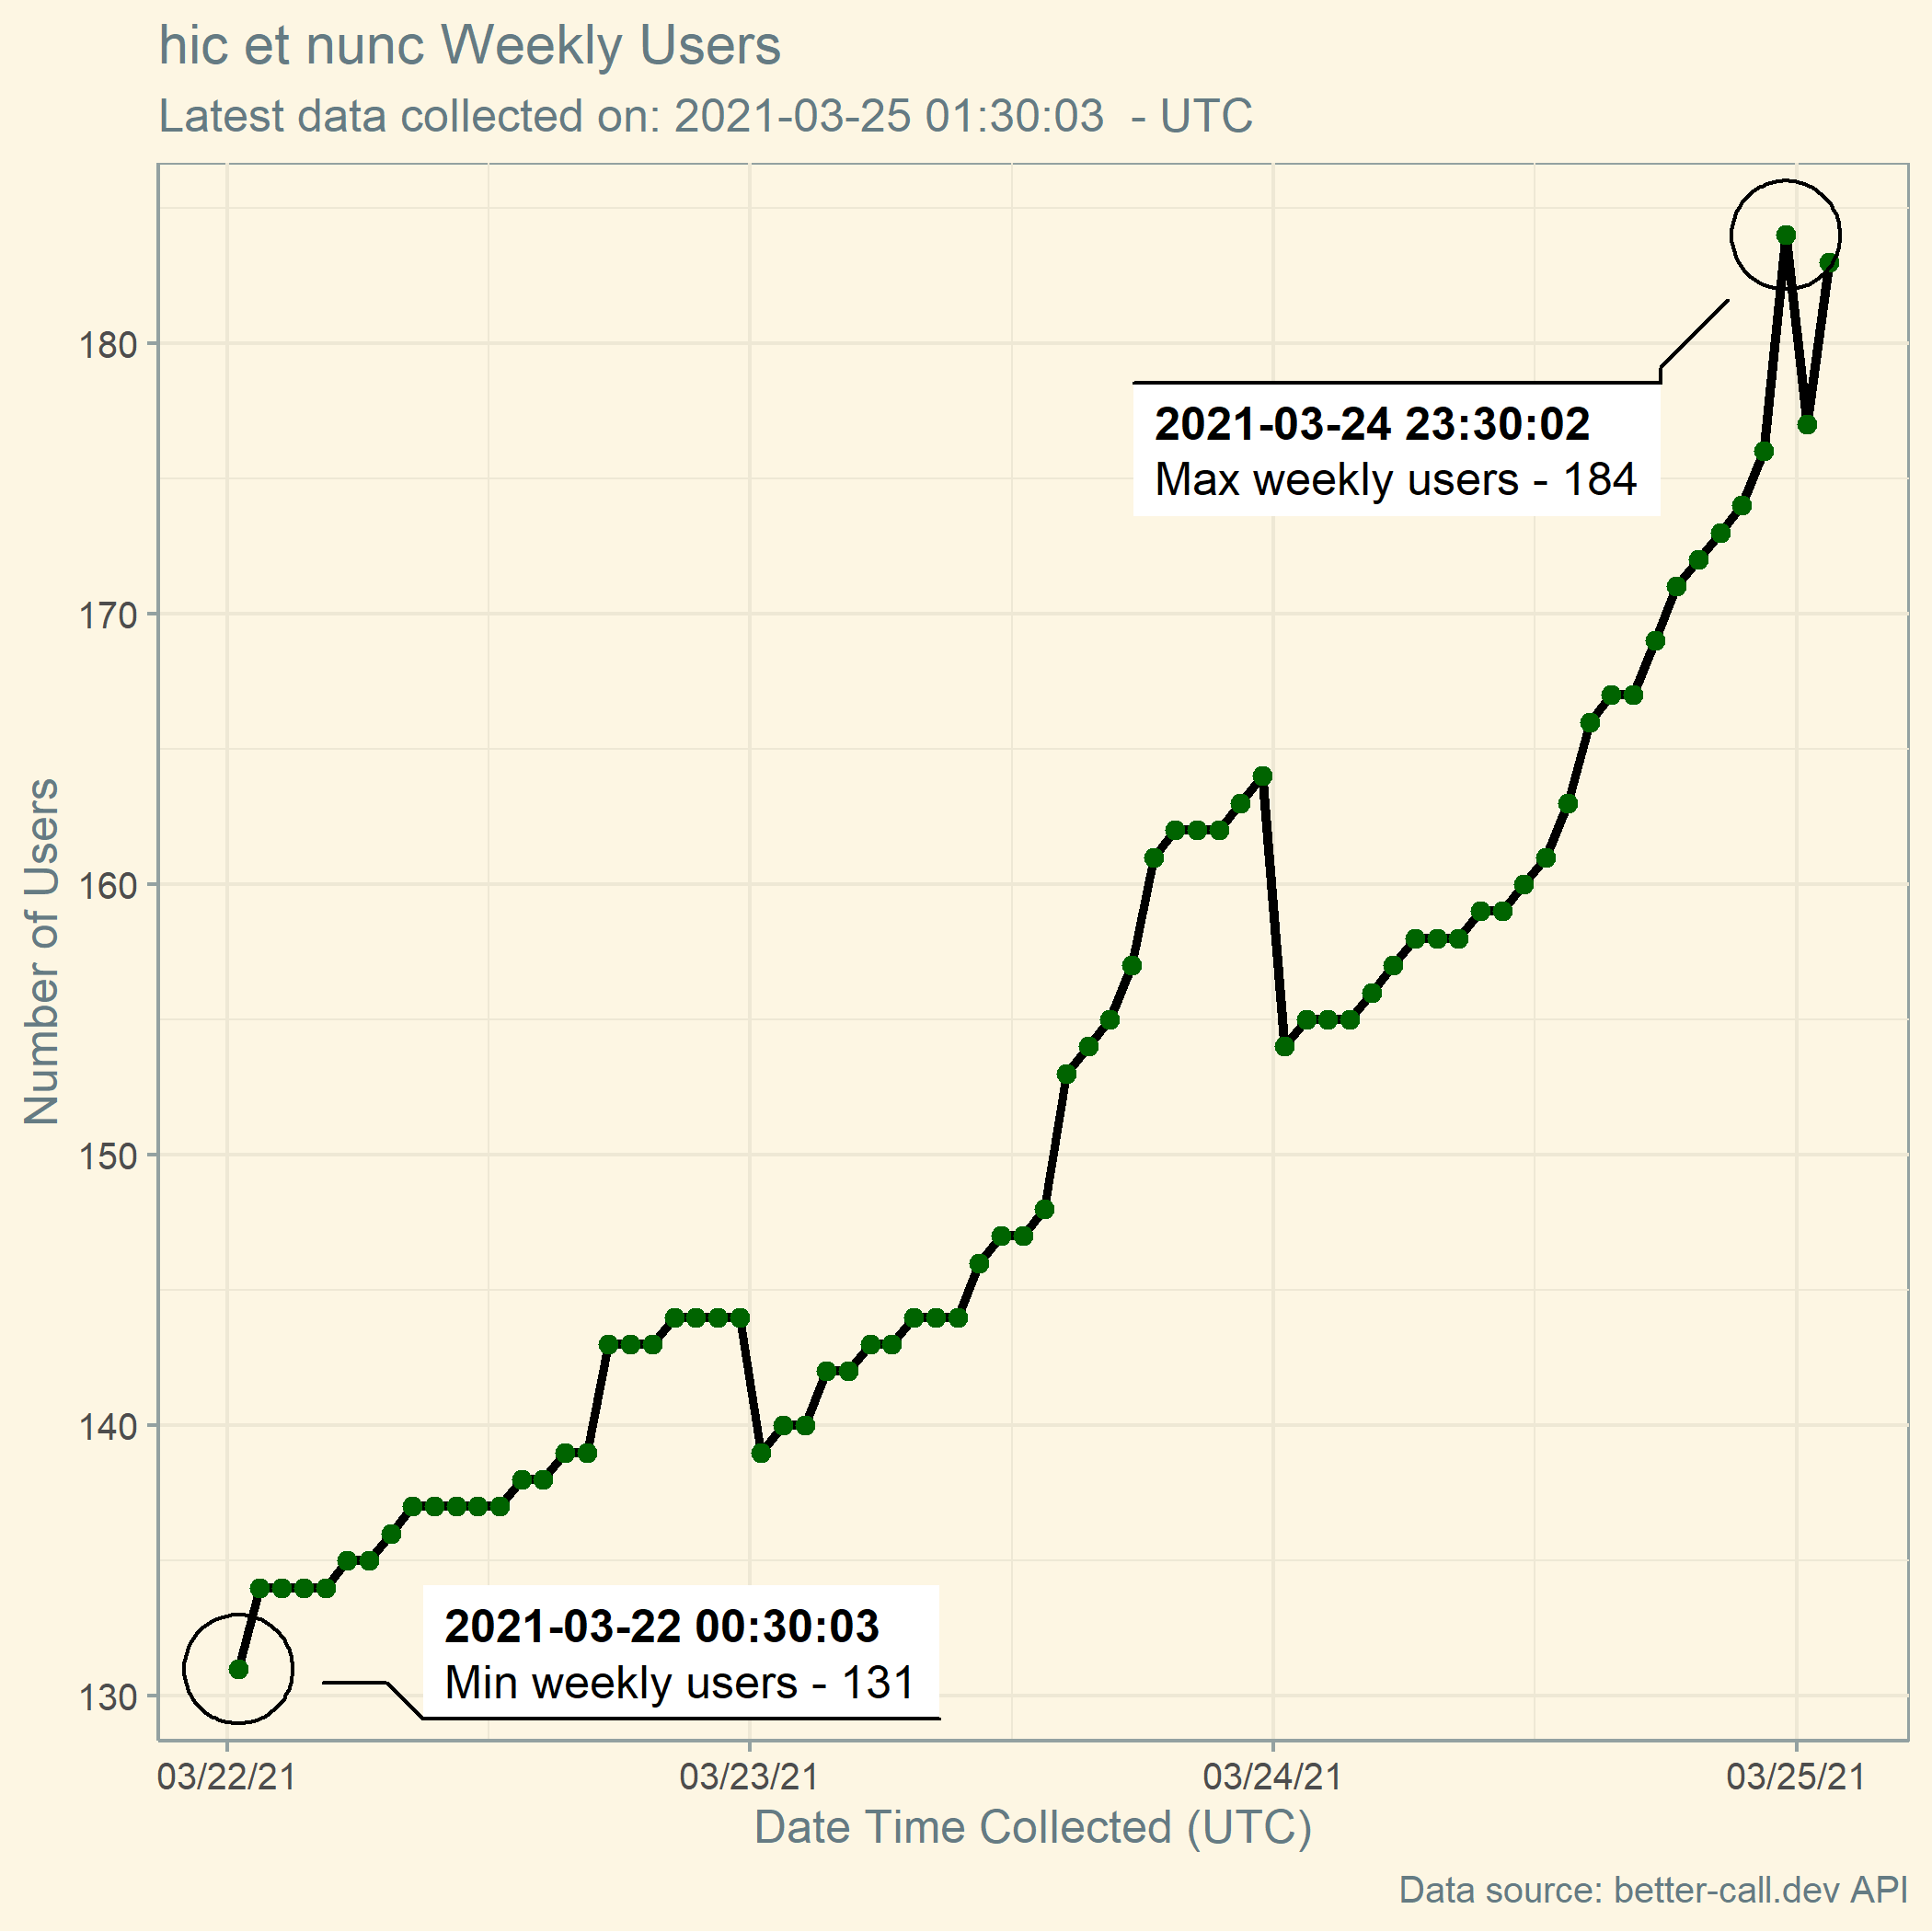 hic et nunc Weekly Users
Latest data collected on: 2021-03-25 01:30:03  - UTC
2021-03-24 23:30:02
Max weekly users - 184
2021-03-22 00:30:03
Min weekly users - 131
Number of Users
180
170
160
150
140
130
03/22/21
03/23/21
03/24/21
03/25/21
Date Time Collected (UTC)
Data source: better-call.dev API